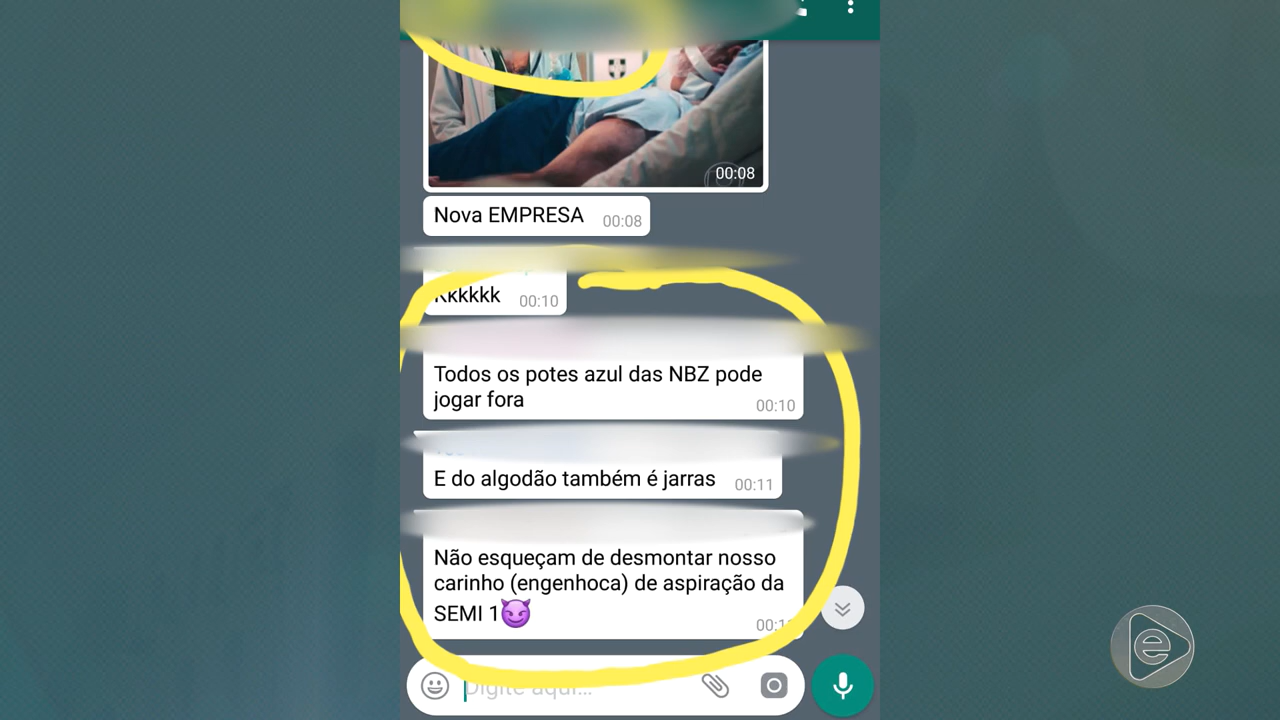 00:08
Nova EMPRESA 00:08
Kkkkkk 00:10
Todos os potes azul das NBZ pode
jogar fora 00:10
E do algodão também é jarras 00:11
Não esqueçam de desmontar nosso
carinho (engenhoca) de aspiração da
SEMI 1😈
Digite aqui...
e